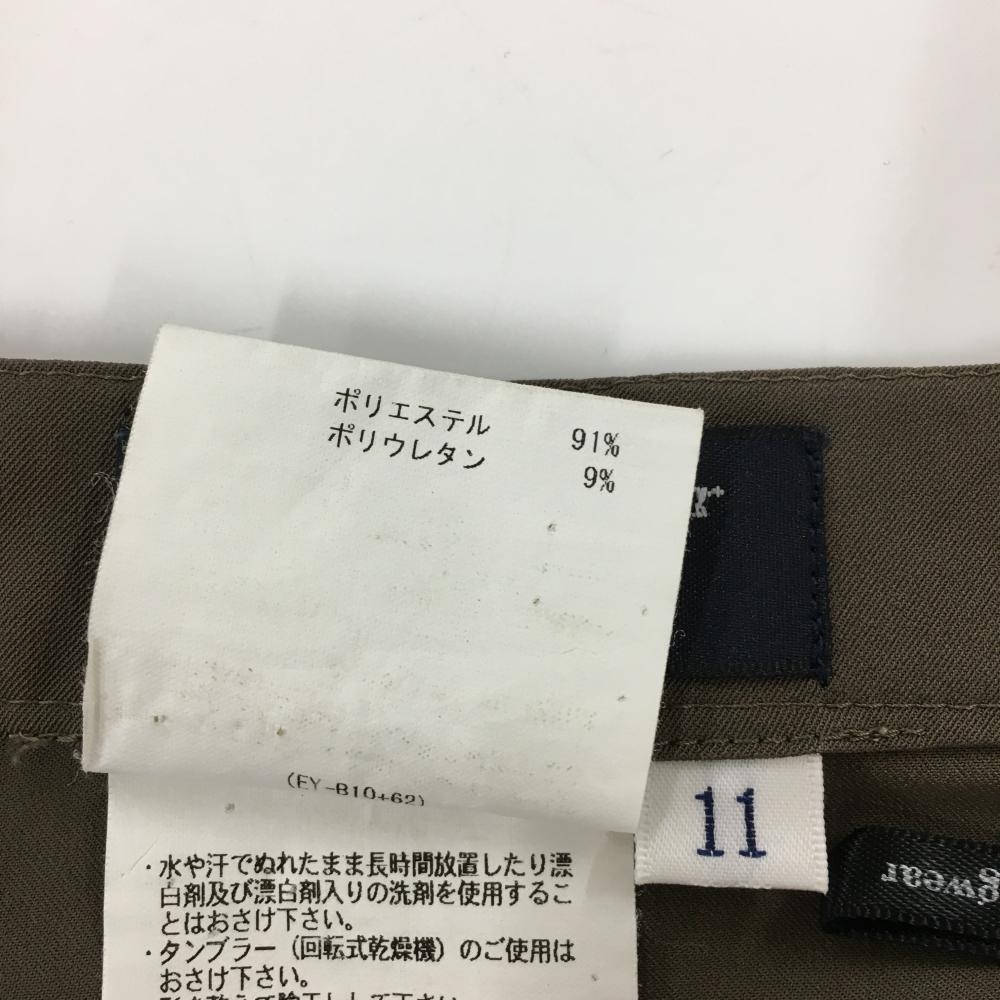 ポリエステル 91%
ポリウレタン 9%
(EY-B10+62)
11
gwear
・水や汗でぬれたまま長時間放置したり漂
白剤及び漂白剤入りの洗剤を使用するこ
とはおさけ下さい。
・タンブラー(回転式乾燥機)のご使用は
おさけ下さい。